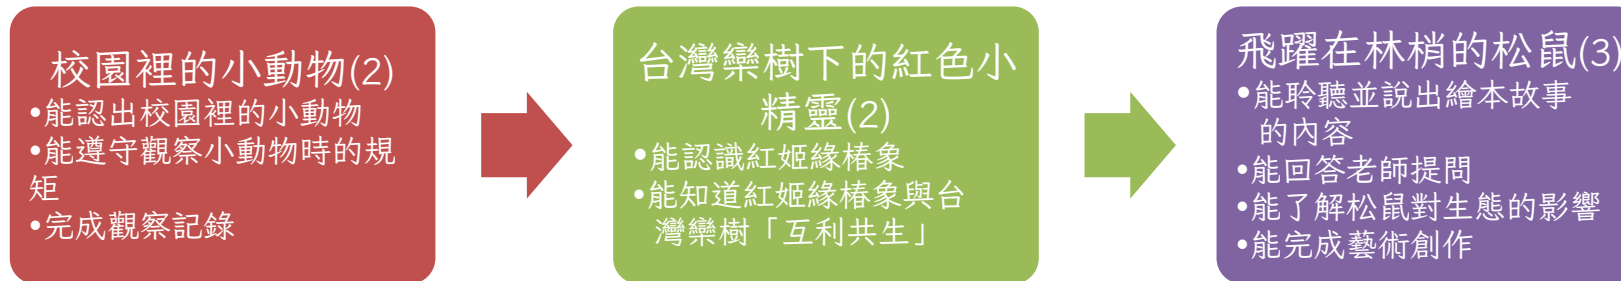 校園裡的小動物(2)
•能認出校園裡的小動物
•能遵守觀察小動物時的規
矩
•完成觀察記錄
台灣欒樹下的紅色小
精靈(2)
•能認識紅姬緣椿象
•能知道紅姬緣椿象與台
灣欒樹「互利共生」
飛躍在林梢的松鼠(3)
•能聆聽並說出繪本故事
的內容
•能回答老師提問
•能了解松鼠對生態的影響
•能完成藝術創作